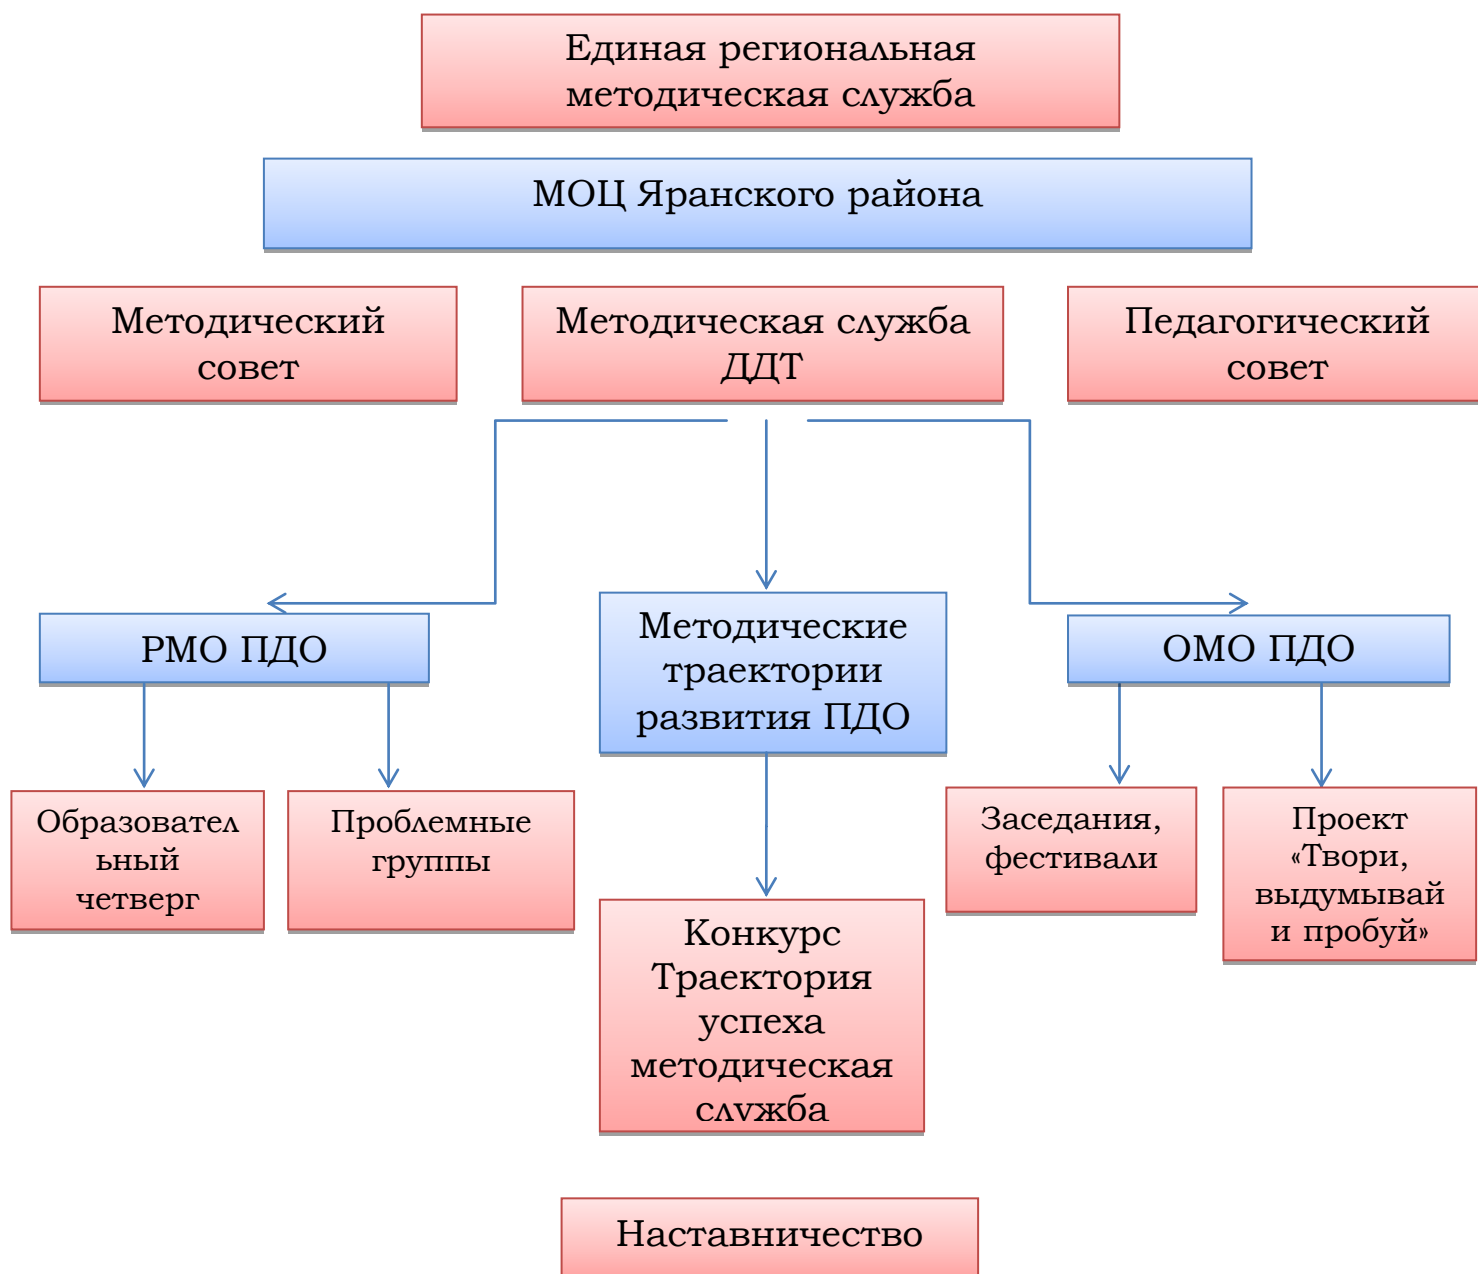 Единая региональная
методическая служба
МОЦ Яранского района
Методический
совет
Методическая служба
ДДТ
Педагогический
совет
РМО ПДО
Методические
траектории
развития ПДО
ОМО ПДО
Образовател
ьный
четверг
Проблемные
группы
Заседания,
фестивали
Проект
«Твори,
выдумывай
и пробуй»
Конкурс
Траектория
успеха
методическая
служба
Наставничество